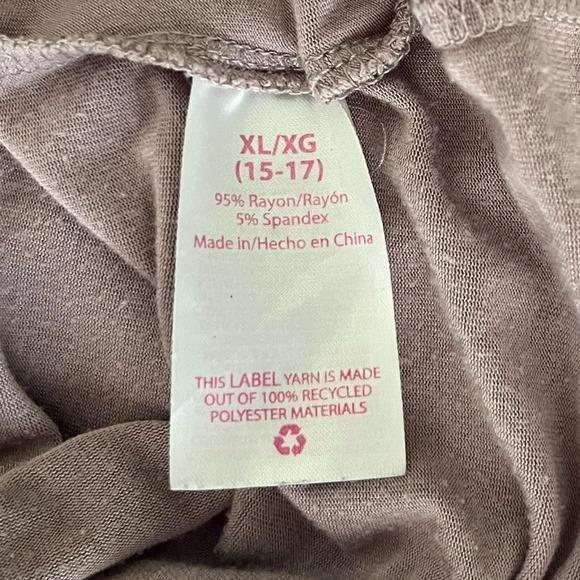 XL/XG
(15-17)
95% Rayon/Rayón
5% Spandex
Made in/Hecho en China
THIS LABEL YARN IS MADE
OUT OF 100% RECYCLED
POLYESTER MATERIALS